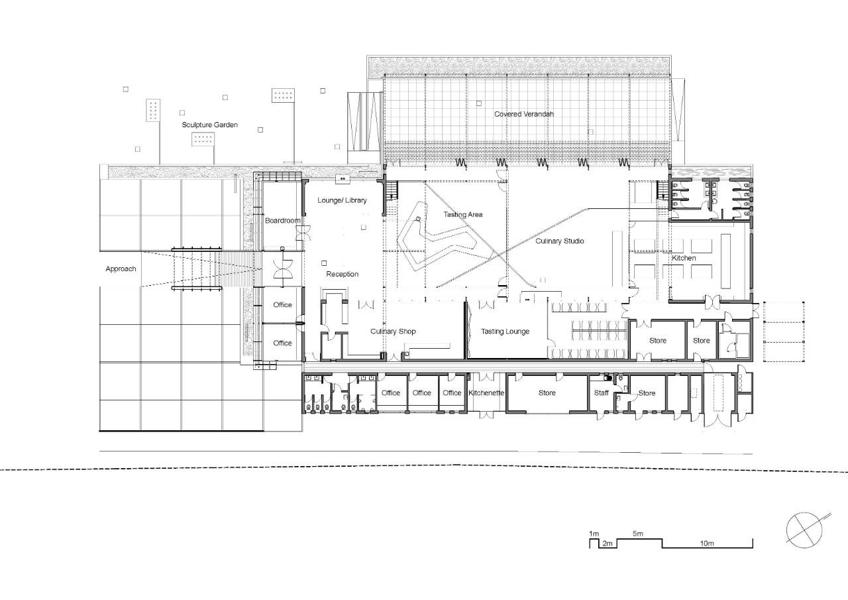 Covered Verandah
Sculpture Garden
Lounge/ Library
Tasting Area
Boardroom
Culinary Studio
Kitchen
Approach
Reception
Office
Culinary Shop
Tasting Lounge
Office
Store
Store
Office
Office
Office
Kitchenette
Store
Staff
Store
1m
5m
2m
10m